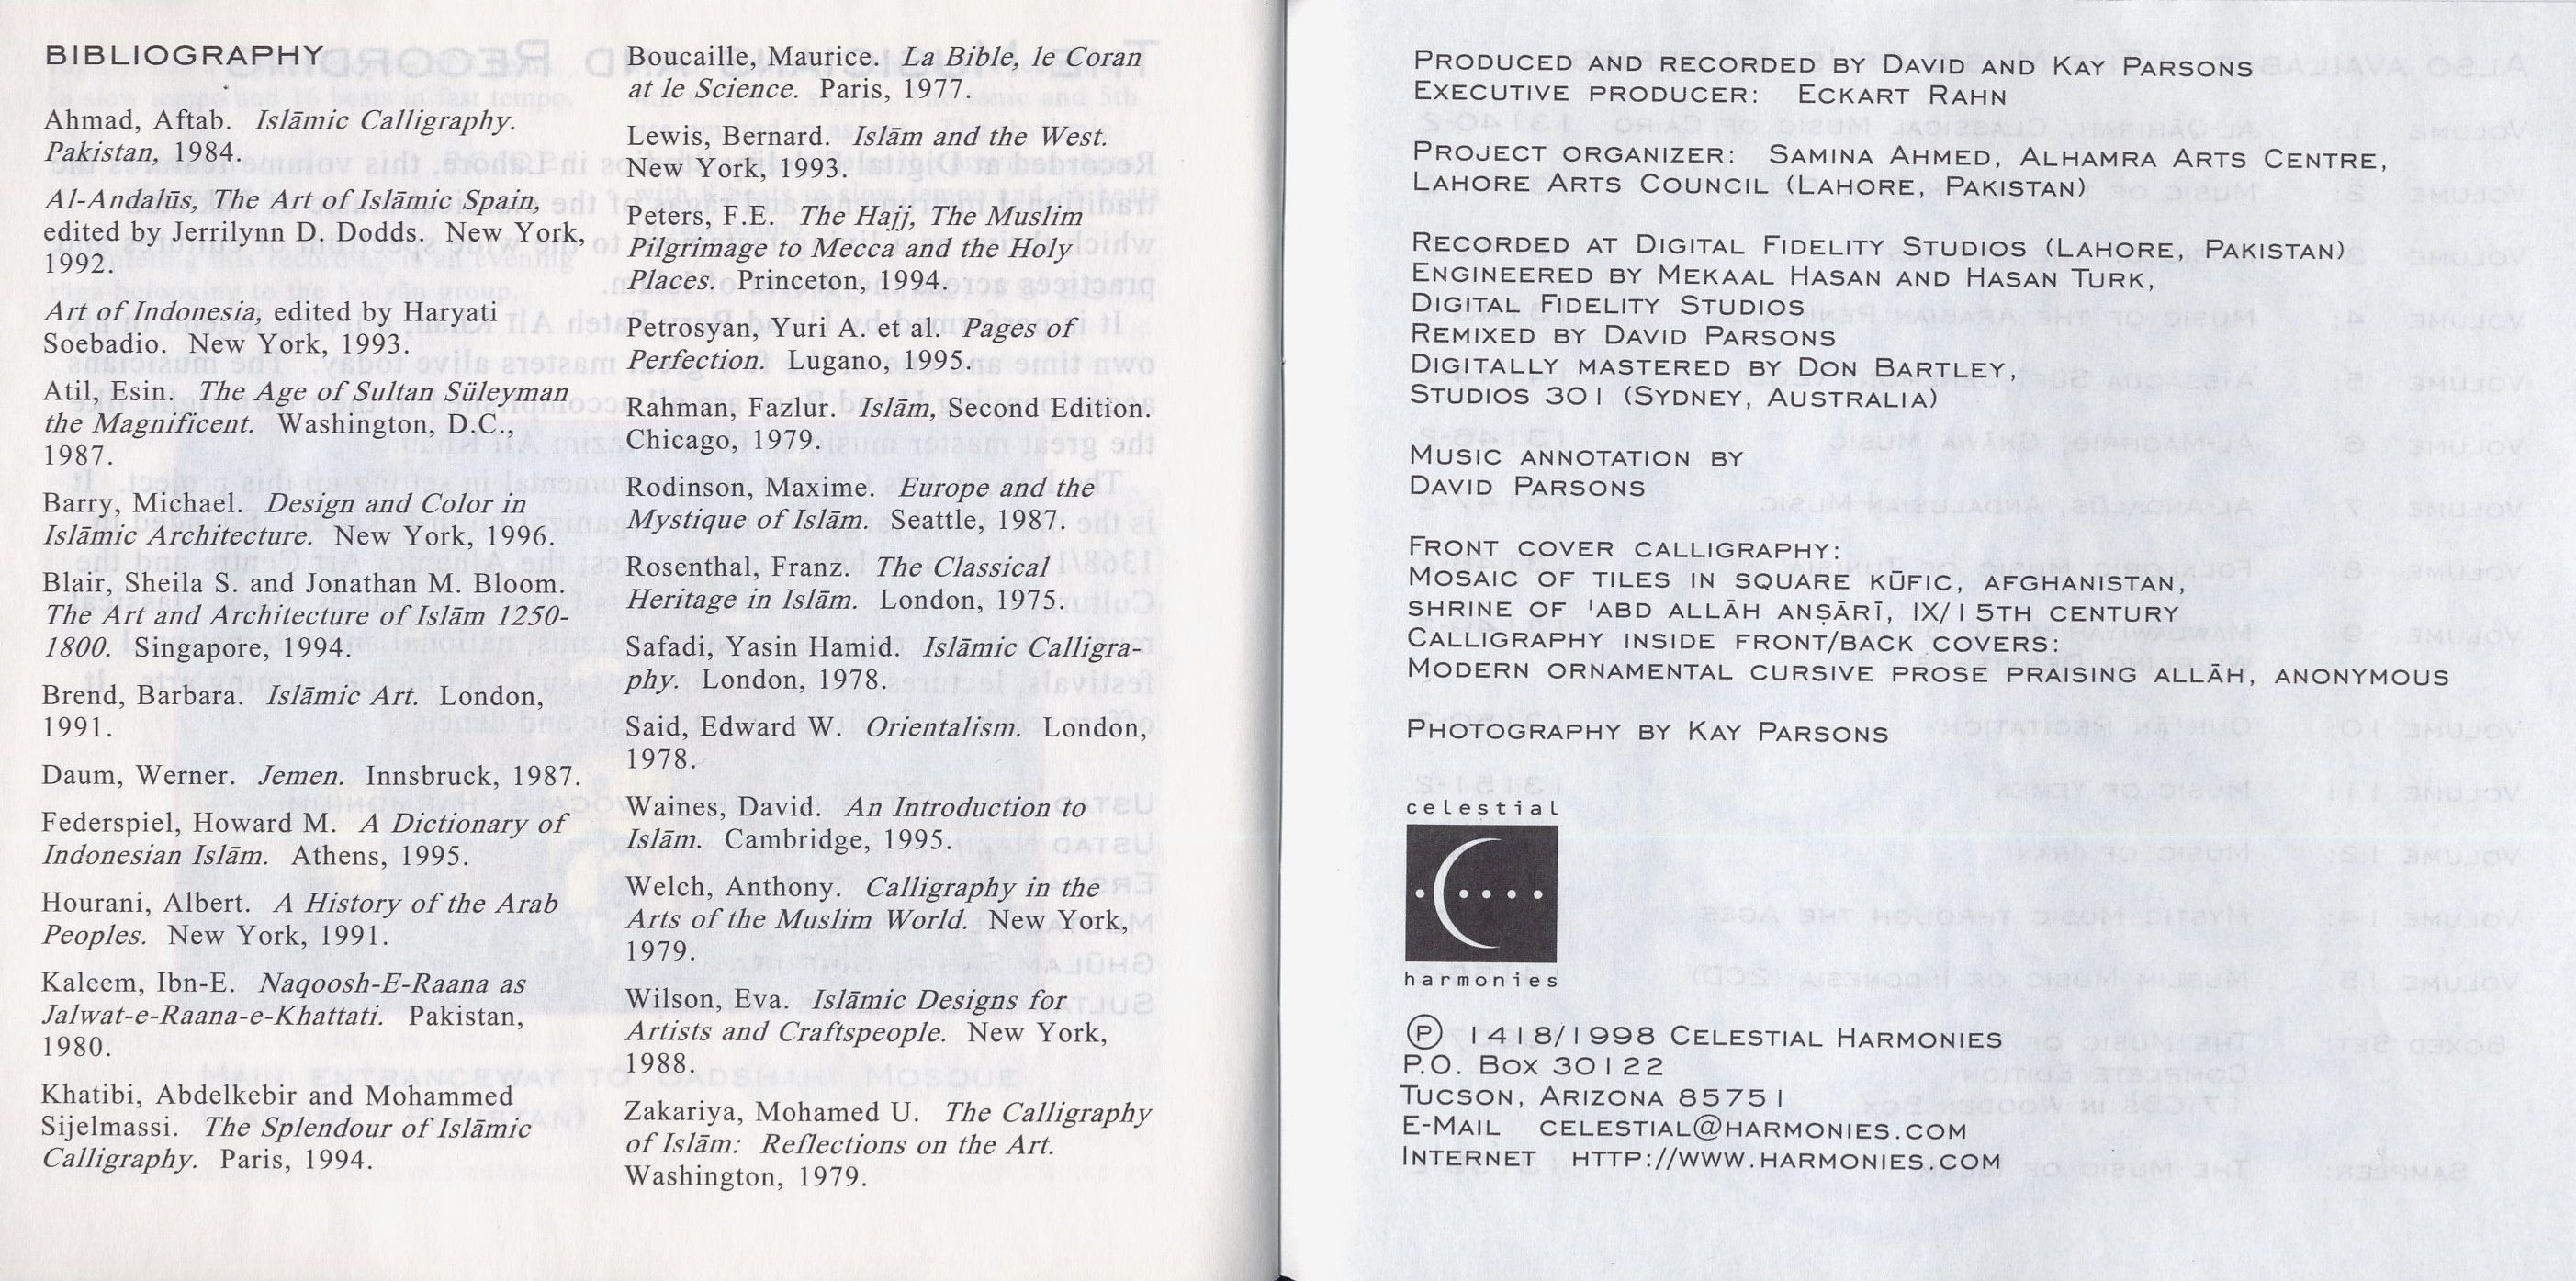 BIBLIOGRAPHY
Ahmad, Aftab. Islāmic Calligraphy.
Pakistan, 1984.
Al-Andalūs, The Art of Islāmic Spain,
edited by Jerrilynn D. Dodds. New York,
1992.
Art of Indonesia, edited by Haryati
Soebadio. New York, 1993.
Atil, Esin. The Age of Sultan Süleyman
the Magnificent. Washington, D.C.,
1987.
Barry, Michael. Design and Color in
Islāmic Architecture. New York, 1996.
Blair, Sheila S. and Jonathan M. Bloom.
The Art and Architecture of Islām 1250-
1800. Singapore, 1994.
Brend, Barbara. Islāmic Art. London,
1991.
Daum, Werner. Jemen. Innsbruck, 1987.
Federspiel, Howard M. A Dictionary of
Indonesian Islām. Athens, 1995.
Hourani, Albert. A History of the Arab
Peoples. New York, 1991.
Kaleem, Ibn-E. Naqoosh-E-Raana as
Jalwat-e-Raana-e-Khattati. Pakistan,
1980.
Khatibi, Abdelkebir and Mohammed
Sijelmassi. The Splendour of Islāmic
Calligraphy. Paris, 1994.
Boucaille, Maurice. La Bible, le Coran
at le Science. Paris, 1977.
Lewis, Bernard. Islām and the West.
New York, 1993.
Peters, F.E. The Hajj, The Muslim
Pilgrimage to Mecca and the Holy
Places. Princeton, 1994.
Petrosyan, Yuri A. et al. Pages of
Perfection. Lugano, 1995.
Rahman, Fazlur. Islām, Second Edition.
Chicago, 1979.
Rodinson, Maxime. Europe and the
Mystique of Islām. Seattle, 1987.
Rosenthal, Franz. The Classical
Heritage in Islām. London, 1975.
Safadi, Yasin Hamid. Islāmic Calligra-
phy. London, 1978.
Said, Edward W. Orientalism. London,
1978.
Waines, David. An Introduction to
Islām. Cambridge, 1995.
Welch, Anthony. Calligraphy in the
Arts of the Muslim World. New York,
1979.
Wilson, Eva. Islāmic Designs for
Artists and Craftspeople. New York,
1988.
Zakariya, Mohamed U. The Calligraphy
of Islām: Reflections on the Art.
Washington, 1979.
PRODUCED AND RECORDED BY DAVID AND KAY PARSONS
EXECUTIVE PRODUCER: ECKART RAHN
PROJECT ORGANIZER: SAMINA AHMED, ALHAMRA ARTS CENTRE,
LAHORE ARTS COUNCIL (LAHORE, PAKISTAN)
RECORDED AT DIGITAL FIDELITY STUDIOS (LAHORE, PAKISTAN)
ENGINEERED BY MEKAAL HASAN AND HASAN TURK,
DIGITAL FIDELITY STUDIOS
REMIXED BY DAVID PARSONS
DIGITALLY MASTERED BY DON BARTLEY,
STUDIOS 301 (SYDNEY, AUSTRALIA)
MUSIC ANNOTATION BY
DAVID PARSONS
FRONT COVER CALLIGRAPHY:
MOSAIC OF TILES IN SQUARE KŪFIC, AFGHANISTAN,
SHRINE OF 'ABD ALLĀH ANṢĀRĪ, IX/15TH CENTURY
CALLIGRAPHY INSIDE FRONT/BACK COVERS:
MODERN ORNAMENTAL CURSIVE PROSE PRAISING ALLĀH, ANONYMOUS
PHOTOGRAPHY BY KAY PARSONS
celestial
harmonies
Ⓟ 1418/1998 CELESTIAL HARMONIES
P.O. BOX 30122
TUCSON, ARIZONA 85751
E-MAIL CELESTIAL@HARMONIES.COM
INTERNET HTTP://WWW.HARMONIES.COM